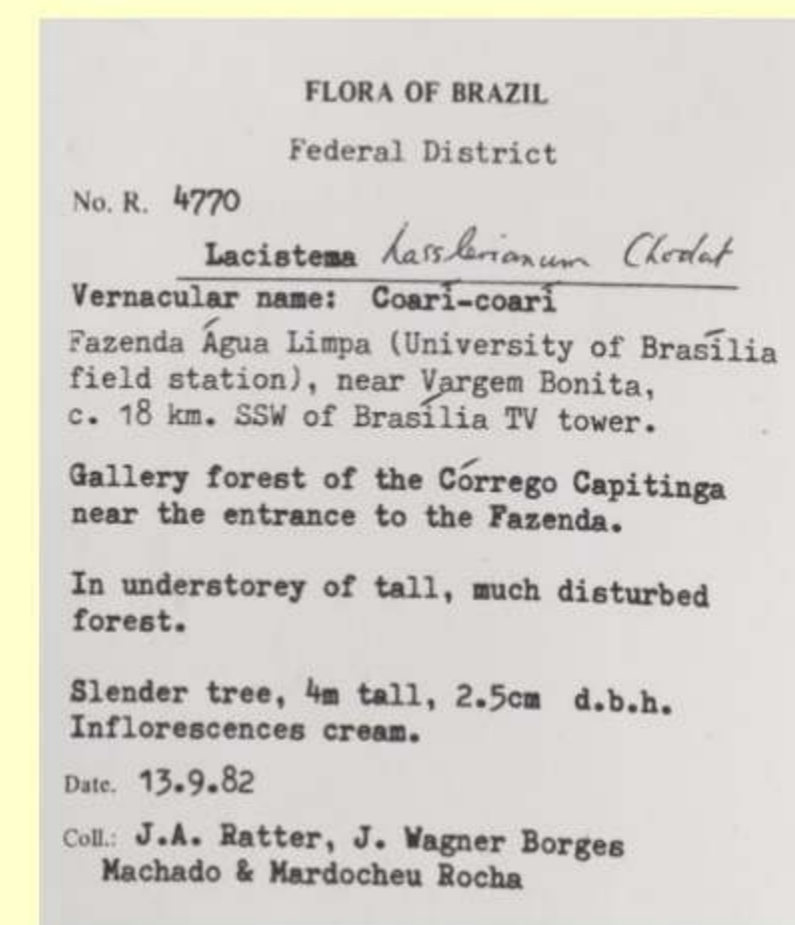 FLORA OF BRAZIL
Federal District
No. R. 4770
Lacistema hasslerianum Chodat
Vernacular name: Coarí-coarí
Fazenda Água Limpa (University of Brasília
field station), near Vargem Bonita,
c. 18 km. SSW of Brasília TV tower.
Gallery forest of the Córrego Capitinga
near the entrance to the Fazenda.
In understorey of tall, much disturbed
forest.
Slender tree, 4m tall, 2.5cm d.b.h.
Inflorescences cream.
Date. 13.9.82
Coll.: J.A. Ratter, J. Wagner Borges
Machado & Mardocheu Rocha